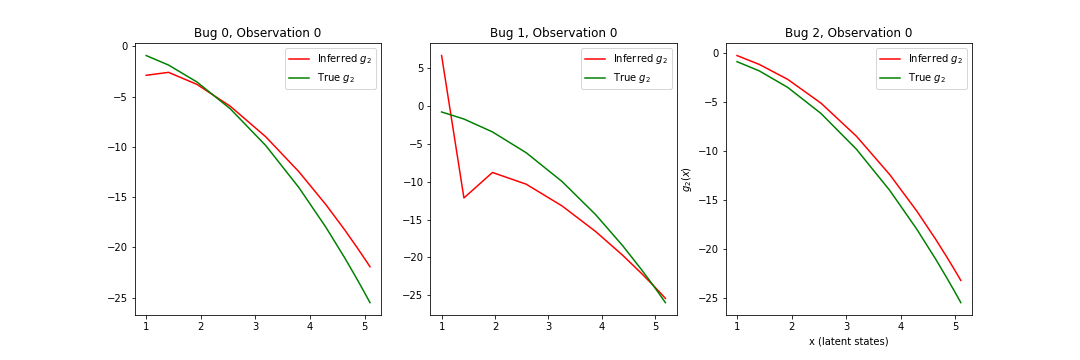 Bug 0, Observation 0
0
−5
−10
−15
−20
−25
1 2 3 4 5
Inferred g₂
True g₂
Bug 1, Observation 0
5
0
−5
−10
−15
−20
−25
1 2 3 4 5
Inferred g₂
True g₂
Bug 2, Observation 0
g₂(x)
0
−5
−10
−15
−20
−25
1 2 3 4 5
x (latent states)
Inferred g₂
True g₂